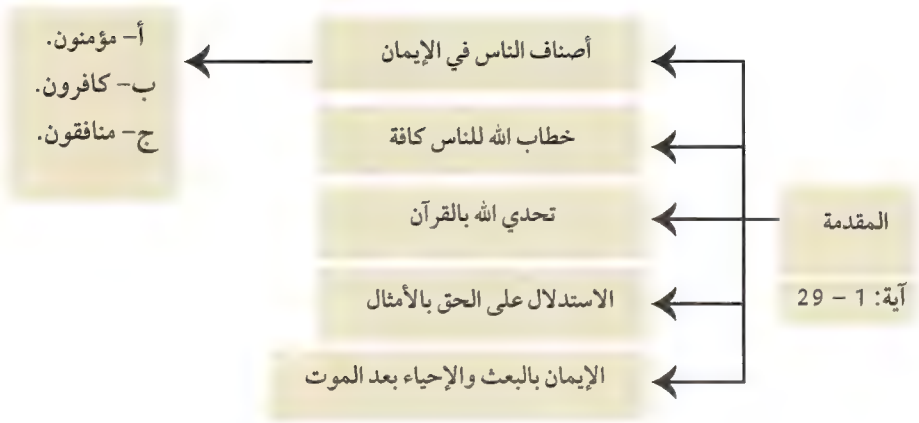 المقدمة
آية: 1 – 29
أصناف الناس في الإيمان
أ– مؤمنون.
ب– كافرون.
ج– منافقون.
خطاب الله للناس كافة
تحدي الله بالقرآن
الاستدلال على الحق بالأمثال
الإيمان بالبعث والإحياء بعد الموت